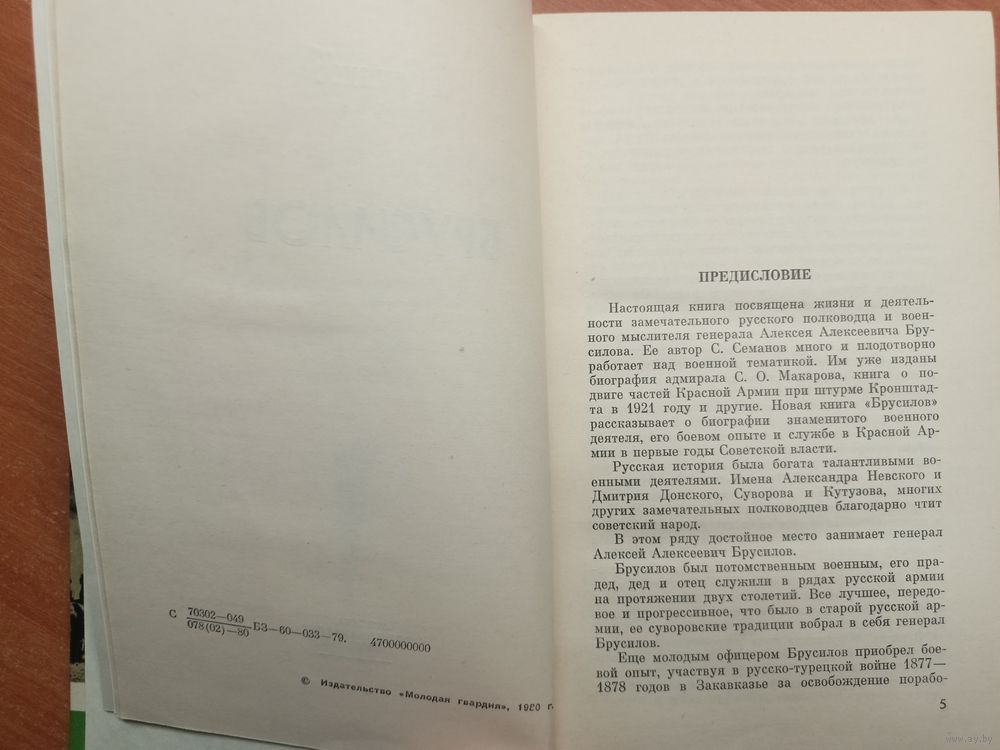 С 70302—049
078(02)—80 БЗ—60—033—79. 4700000000
© Издательство «Молодая гвардия», 1980 г.
ПРЕДИСЛОВИЕ
Настоящая книга посвящена жизни и деятель-
ности замечательного русского полководца и воен-
ного мыслителя генерала Алексея Алексеевича Бру-
силова. Ее автор С. Семанов много и плодотворно
работает над военной тематикой. Им уже изданы
биография адмирала С. О. Макарова, книга о по-
двиге частей Красной Армии при штурме Кронштад-
та в 1921 году и другие. Новая книга «Брусилов»
рассказывает о биографии знаменитого военного
деятеля, его боевом опыте и службе в Красной Ар-
мии в первые годы Советской власти.
Русская история была богата талантливыми во-
енными деятелями. Имена Александра Невского и
Дмитрия Донского, Суворова и Кутузова, многих
других замечательных полководцев благодарно чтит
советский народ.
В этом ряду достойное место занимает генерал
Алексей Алексеевич Брусилов.
Брусилов был потомственным военным, его пра-
дед, дед и отец служили в рядах русской армии
на протяжении двух столетий. Все лучшее, передо-
вое и прогрессивное, что было в старой русской ар-
мии, ее суворовские традиции вобрал в себя генерал
Брусилов.
Еще молодым офицером Брусилов приобрел бое-
вой опыт, участвуя в русско-турецкой войне 1877—
1878 годов в Закавказье за освобождение порабо-
5
www.ay.by